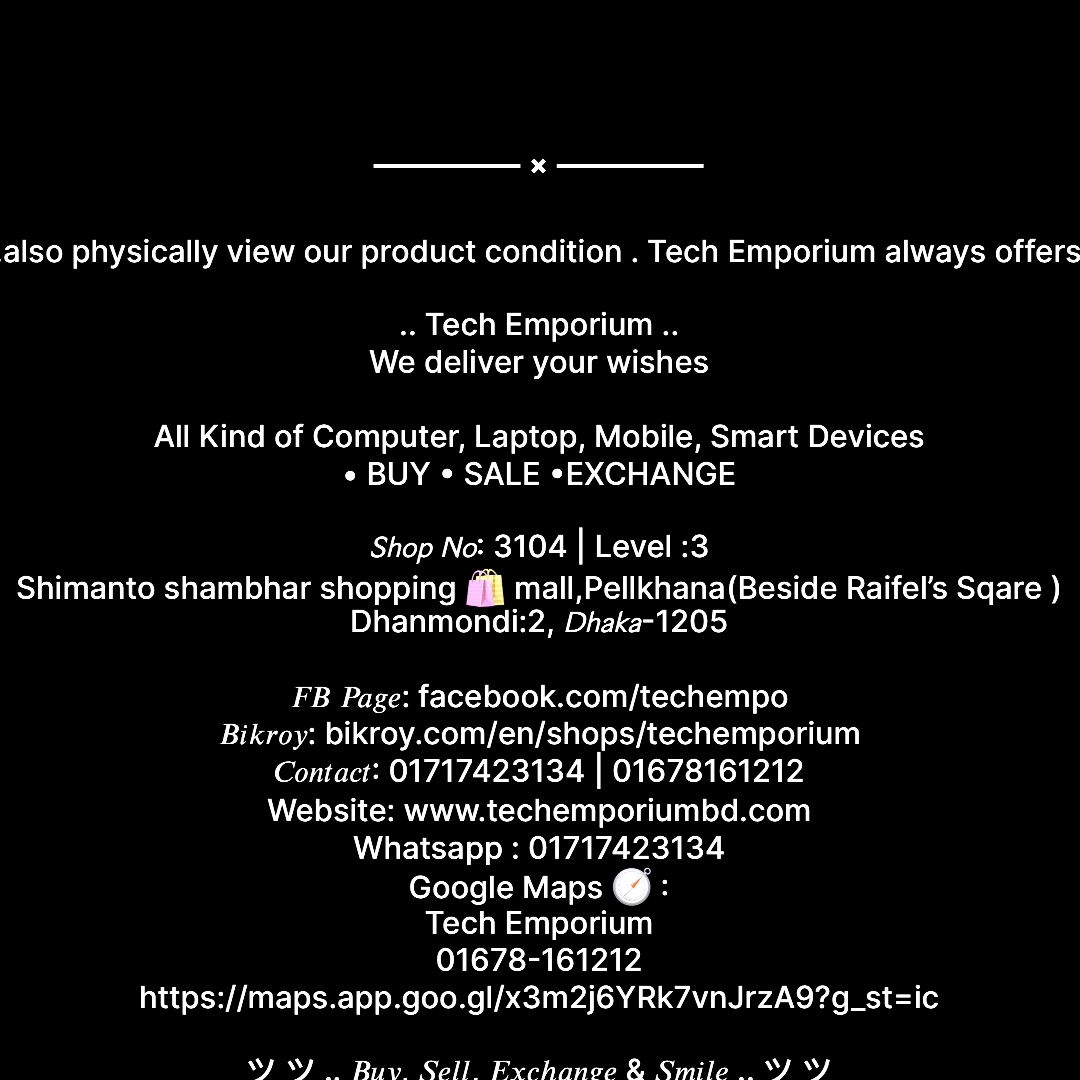 ——— × ———
.also physically view our product condition . Tech Emporium always offers
.. Tech Emporium ..
We deliver your wishes
All Kind of Computer, Laptop, Mobile, Smart Devices
• BUY • SALE •EXCHANGE
𝘚𝘩𝘰𝘱 𝘕𝘰: 3104 | Level :3
Shimanto shambhar shopping 🛍️ mall,Pellkhana(Beside Raifel’s Sqare )
Dhanmondi:2, 𝘋𝘩𝘢𝘬𝘢-1205
𝐹𝐵 𝑃𝑎𝑔𝑒: facebook.com/techempo
𝐵𝑖𝑘𝑟𝑜𝑦: bikroy.com/en/shops/techemporium
𝐶𝑜𝑛𝑡𝑎𝑐𝑡: 01717423134 | 01678161212
Website: www.techemporiumbd.com
Whatsapp : 01717423134
Google Maps 🧭 :
Tech Emporium
01678-161212
https://maps.app.goo.gl/x3m2j6YRk7vnJrzA9?g_st=ic
ツ ツ .. 𝐵𝑢𝑦, 𝑆𝑒𝑙𝑙, 𝐸𝑥𝑐ℎ𝑎𝑛𝑔𝑒 & 𝑆𝑚𝑖𝑙𝑒 .. ツ ツ